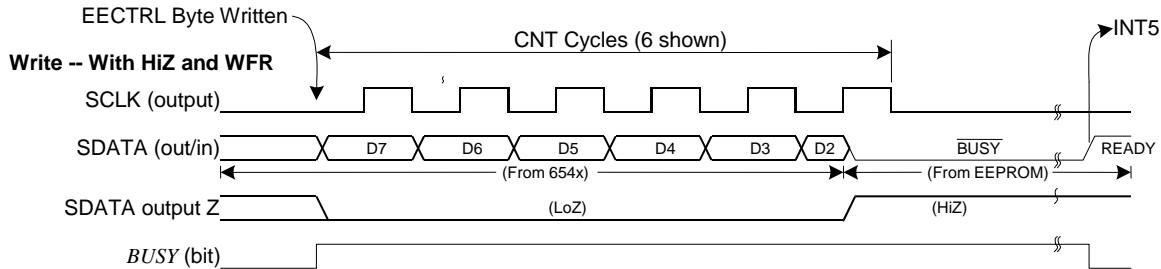 EECTRL Byte Written
INT5
CNT Cycles (6 shown)
Write -- With HiZ and WFR
SCLK (output)
SDATA (out/in)
D7
D6
D5
D4
D3
D2
BUSY
READY
(From 654x)
(From EEPROM)
SDATA output Z
(LoZ)
(HiZ)
BUSY (bit)